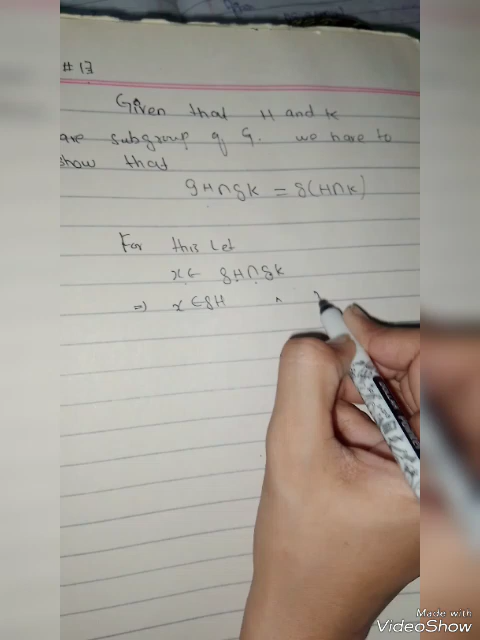 #13
Given that H and K
are subgroup of G. we have to
show that
gH∩gK = g(H∩K)
For this Let
x ∈ gH∩gK
⇒ x ∈ gH ^
Made with
VideoShow